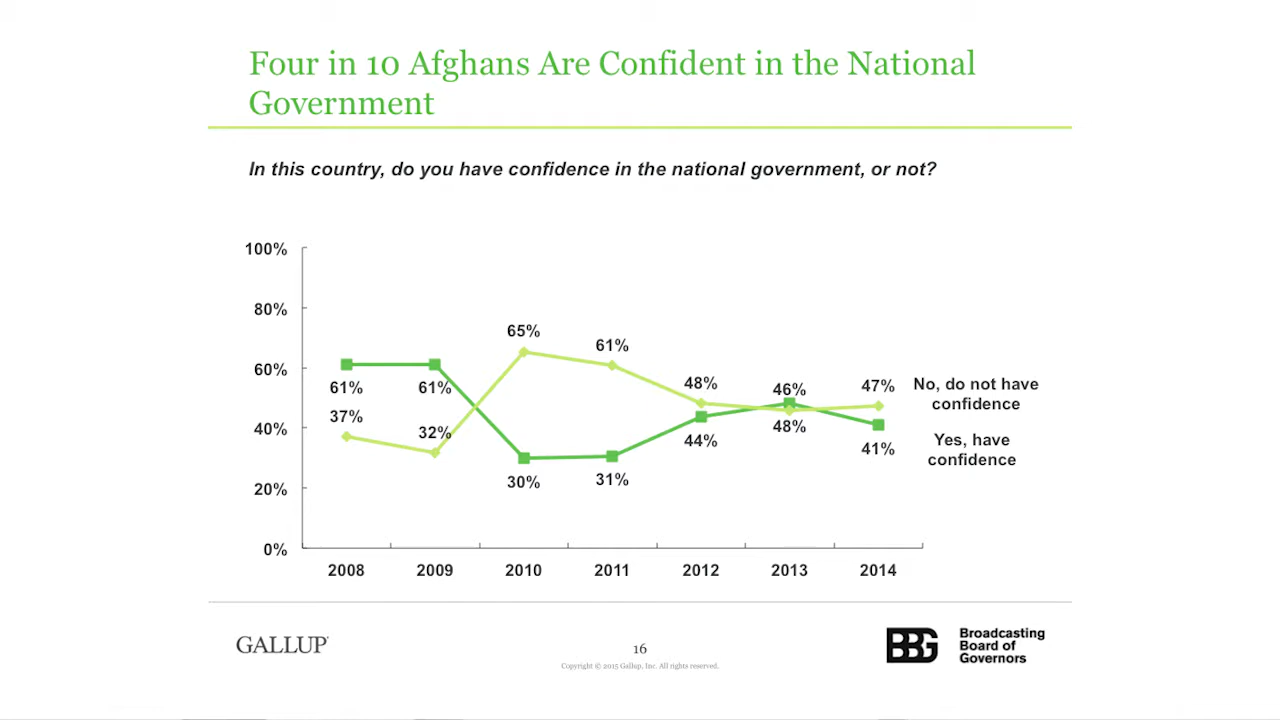 Four in 10 Afghans Are Confident in the National
Government
In this country, do you have confidence in the national government, or not?
100%
80%
60%
40%
20%
0%
61%
37%
61%
32%
65%
30%
61%
31%
48%
44%
46%
48%
47%
41%
No, do not have
confidence
Yes, have
confidence
2008 2009 2010 2011 2012 2013 2014
GALLUP
16
Copyright © 2015 Gallup, Inc. All rights reserved.
BBG
Broadcasting
Board of
Governors